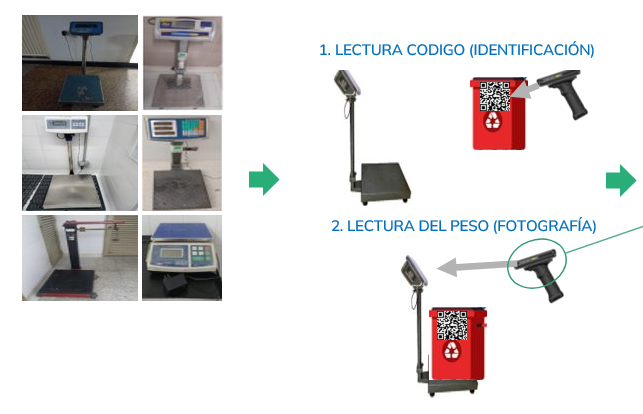 1. LECTURA CODIGO (IDENTIFICACIÓN)
2. LECTURA DEL PESO (FOTOGRAFÍA)